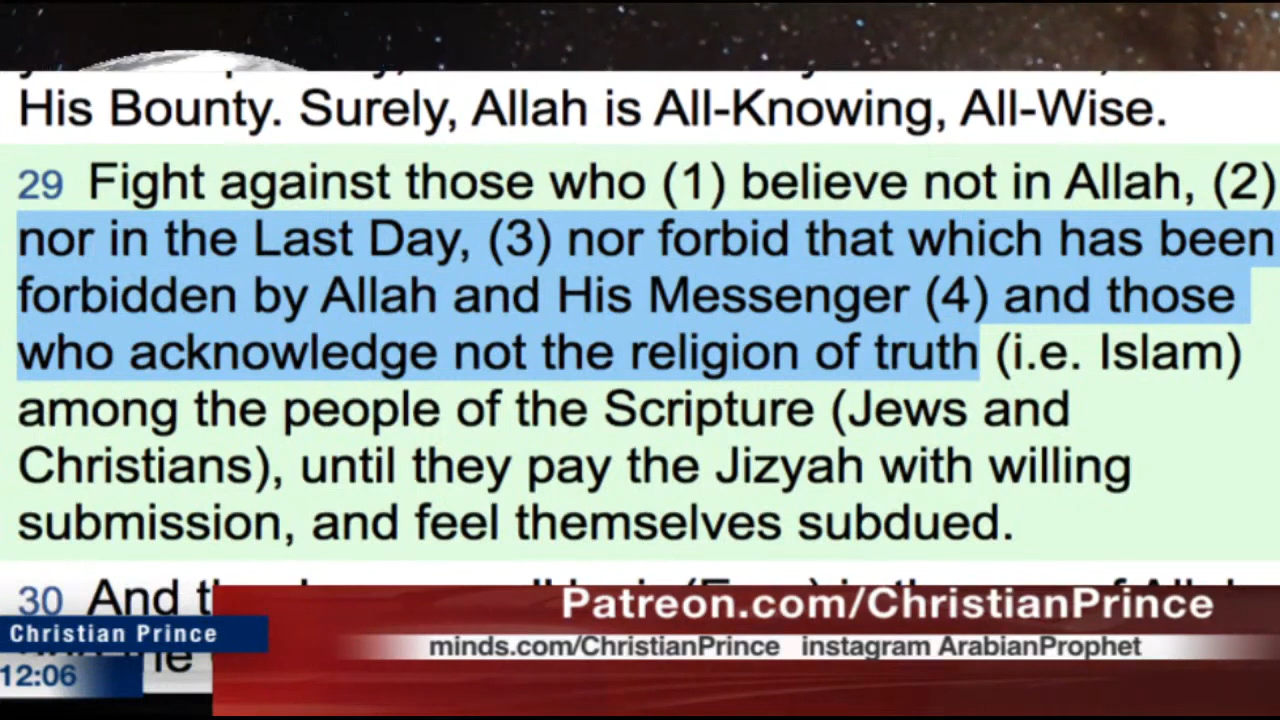 His Bounty. Surely, Allah is All-Knowing, All-Wise.
29 Fight against those who (1) believe not in Allah, (2)
nor in the Last Day, (3) nor forbid that which has been
forbidden by Allah and His Messenger (4) and those
who acknowledge not the religion of truth (i.e. Islam)
among the people of the Scripture (Jews and
Christians), until they pay the Jizyah with willing
submission, and feel themselves subdued.
30 And
Patreon.com/ChristianPrince
Christian Prince
minds.com/ChristianPrince instagram ArabianProphet
12:06